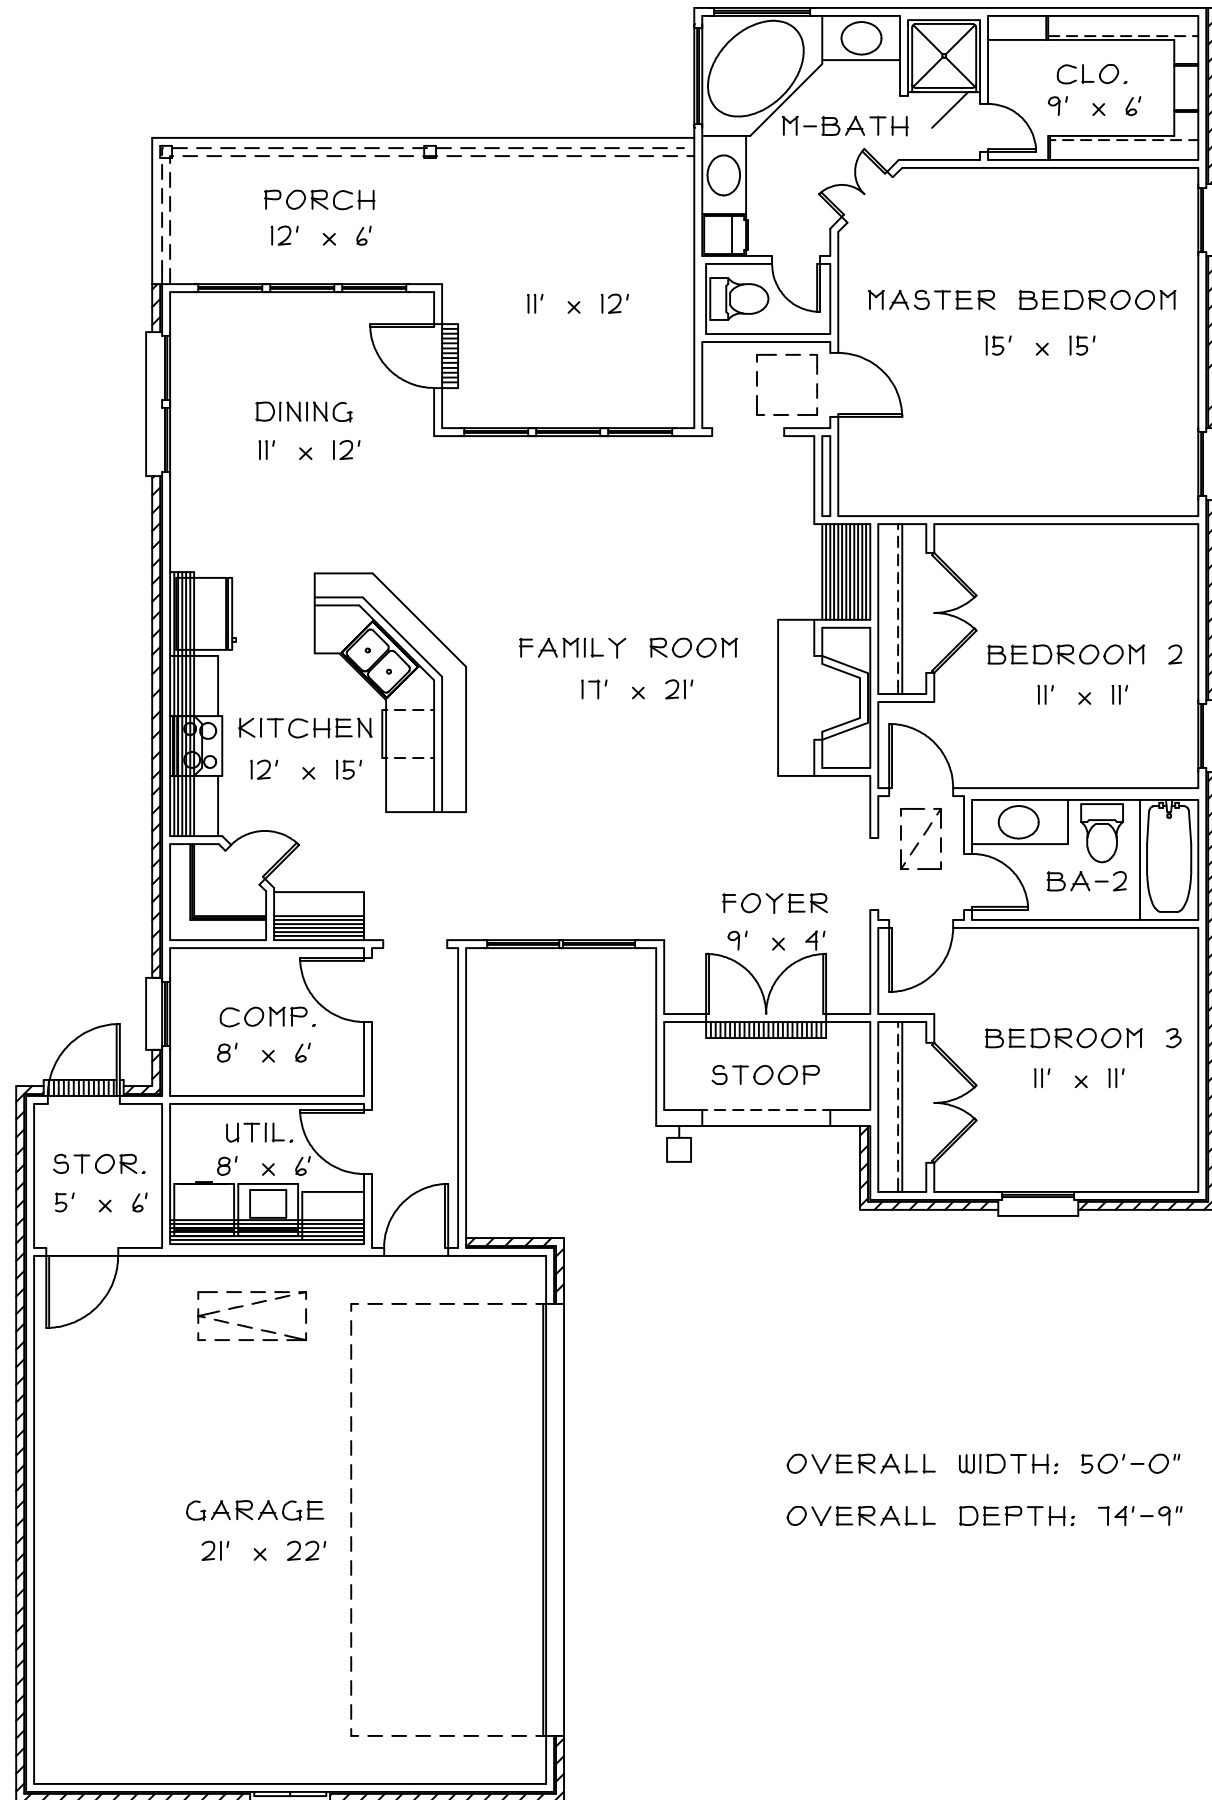 CLO.
9' x 6'
M-BATH
PORCH
12' x 6'
11' x 12'
MASTER BEDROOM
15' x 15'
DINING
11' x 12'
FAMILY ROOM
17' x 21'
BEDROOM 2
11' x 11'
KITCHEN
12' x 15'
BA-2
FOYER
9' x 4'
COMP.
8' x 6'
BEDROOM 3
11' x 11'
STOOP
UTIL.
8' x 6'
STOR.
5' x 6'
OVERALL WIDTH: 50'-0"
OVERALL DEPTH: 74'-9"
GARAGE
21' x 22'